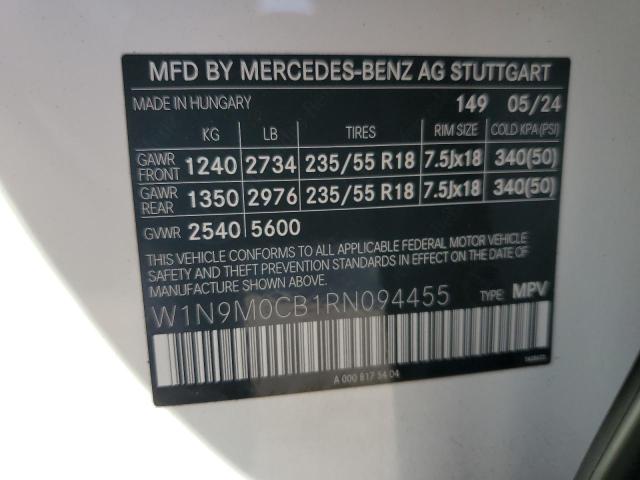 MFD BY MERCEDES-BENZ AG STUTTGART
MADE IN HUNGARY 149 05/24
KG LB TIRES RIM SIZE COLD KPA(PSI)
GAWR FRONT 1240 2734 235/55 R18 7.5Jx18 340(50)
GAWR REAR 1350 2976 235/55 R18 7.5Jx18 340(50)
GVWR 2540 5600
THIS VEHICLE CONFORMS TO ALL APPLICABLE FEDERAL MOTOR VEHICLE
SAFETY AND THEFT PREVENTION STANDARDS IN EFFECT ON THE DATE OF
MANUFACTURE SHOWN ABOVE.
W1N9M0CB1RN094455 TYPE: MPV
A 000 817 54 04